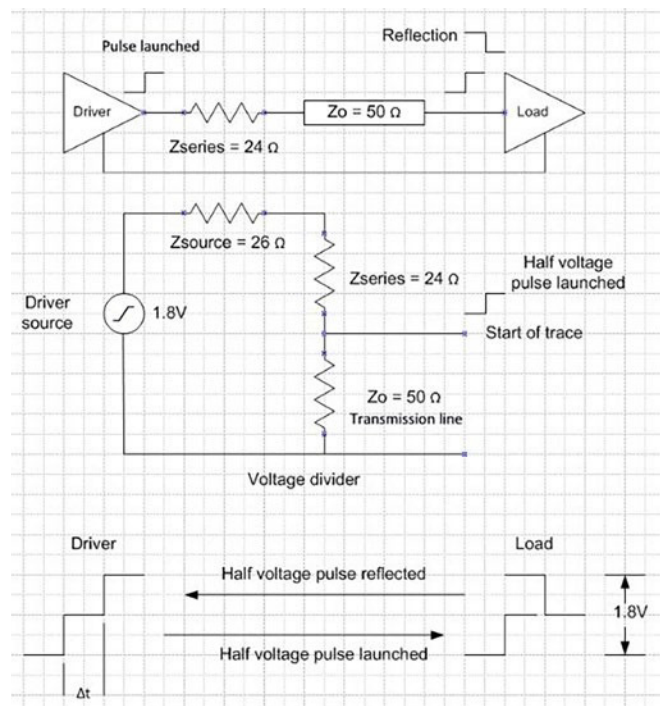 Reflection
Pulse launched
Driver
Zo = 50 Ω
Load
Zseries = 24 Ω
Zsource = 26 Ω
Zseries = 24 Ω
Half voltage
pulse launched
Driver
source
1.8V
Start of trace
Zo = 50 Ω
Transmission line
Voltage divider
Driver
Load
Half voltage pulse reflected
1.8V
Half voltage pulse launched
Δt